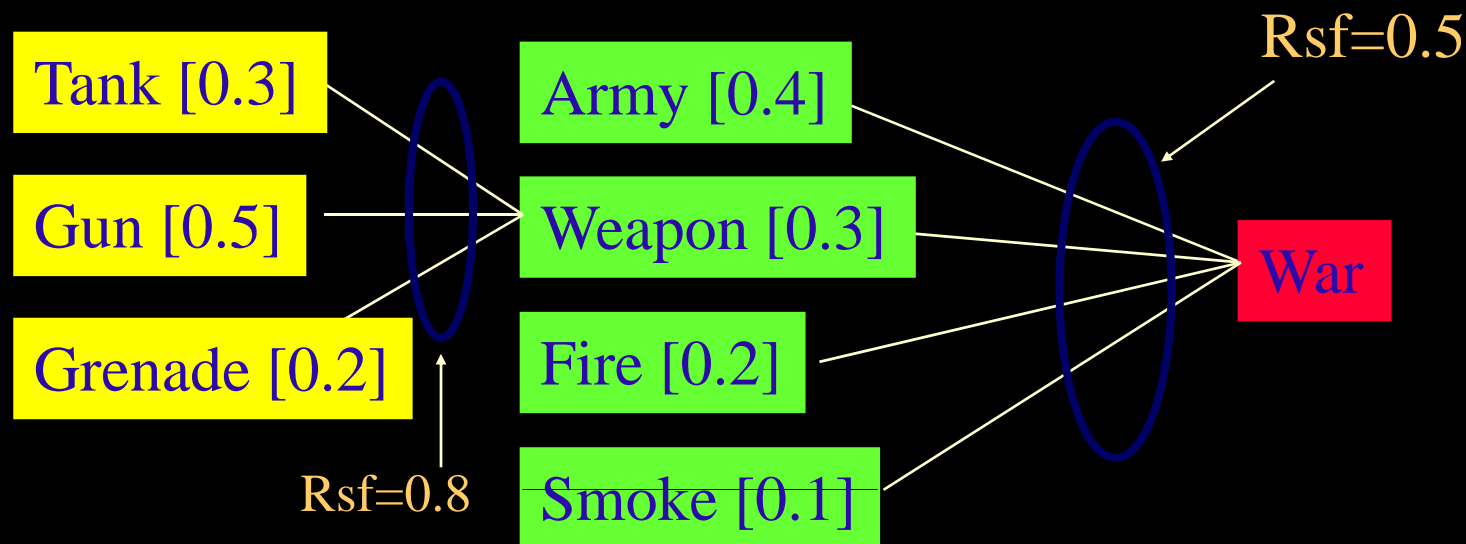 Rsf=0.5
Tank [0.3]
Gun [0.5]
Grenade [0.2]
Rsf=0.8
Army [0.4]
Weapon [0.3]
Fire [0.2]
Smoke [0.1]
War